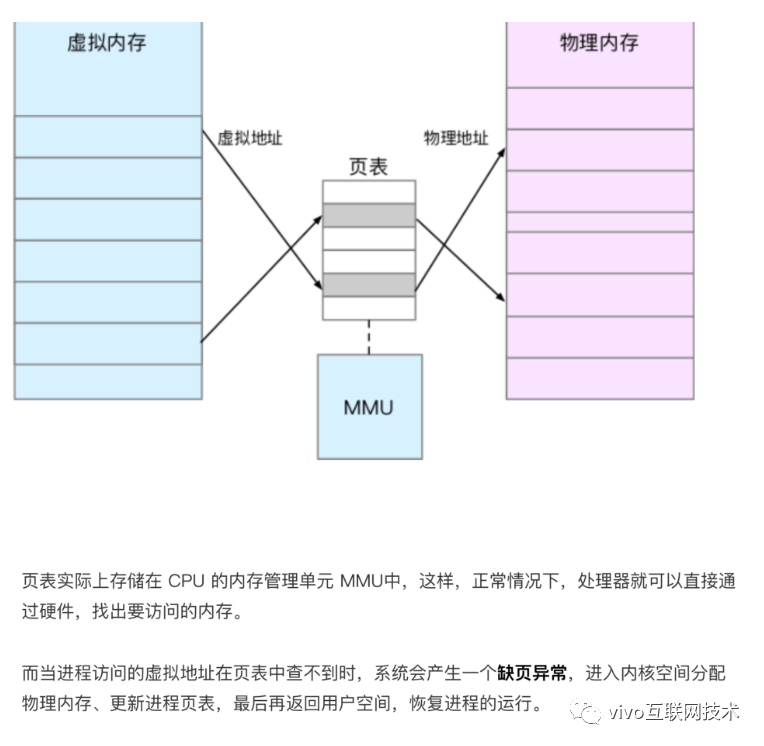 虚拟内存
物理内存
虚拟地址
物理地址
页表
MMU
页表实际上存储在 CPU 的内存管理单元 MMU中，这样，正常情况下，处理器就可以直接通
过硬件，找出要访问的内存。
而当进程访问的虚拟地址在页表中查不到时，系统会产生一个缺页异常，进入内核空间分配
物理内存、更新进程页表，最后再返回用户空间，恢复进程的运行。
vivo互联网技术